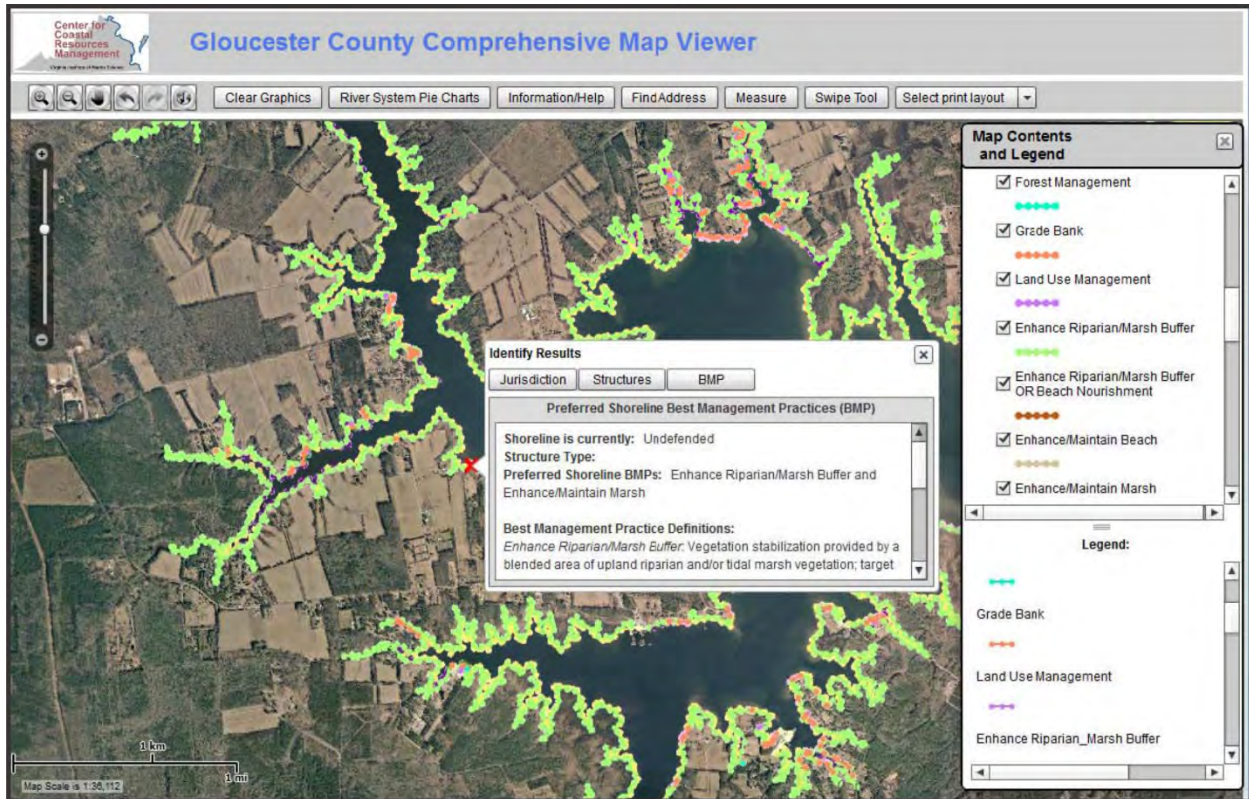 Center for
Coastal
Resources
Management
Virginia Institute of Marine Science
Gloucester County Comprehensive Map Viewer
Clear Graphics
River System Pie Charts
Information/Help
FindAddress
Measure
Swipe Tool
Select print layout
Map Contents
and Legend
Forest Management
Grade Bank
Land Use Management
Enhance Riparian/Marsh Buffer
Enhance Riparian/Marsh Buffer
OR Beach Nourishment
Enhance/Maintain Beach
Enhance/Maintain Marsh
Legend:
Grade Bank
Land Use Management
Enhance Riparian_Marsh Buffer
Identify Results
Jurisdiction
Structures
BMP
Preferred Shoreline Best Management Practices (BMP)
Shoreline is currently: Undefended
Structure Type:
Preferred Shoreline BMPs: Enhance Riparian/Marsh Buffer and
Enhance/Maintain Marsh
Best Management Practice Definitions:
Enhance Riparian/Marsh Buffer: Vegetation stabilization provided by a
blended area of upland riparian and/or tidal marsh vegetation; target
1 km
1 mi
Map Scale is 1:36,112